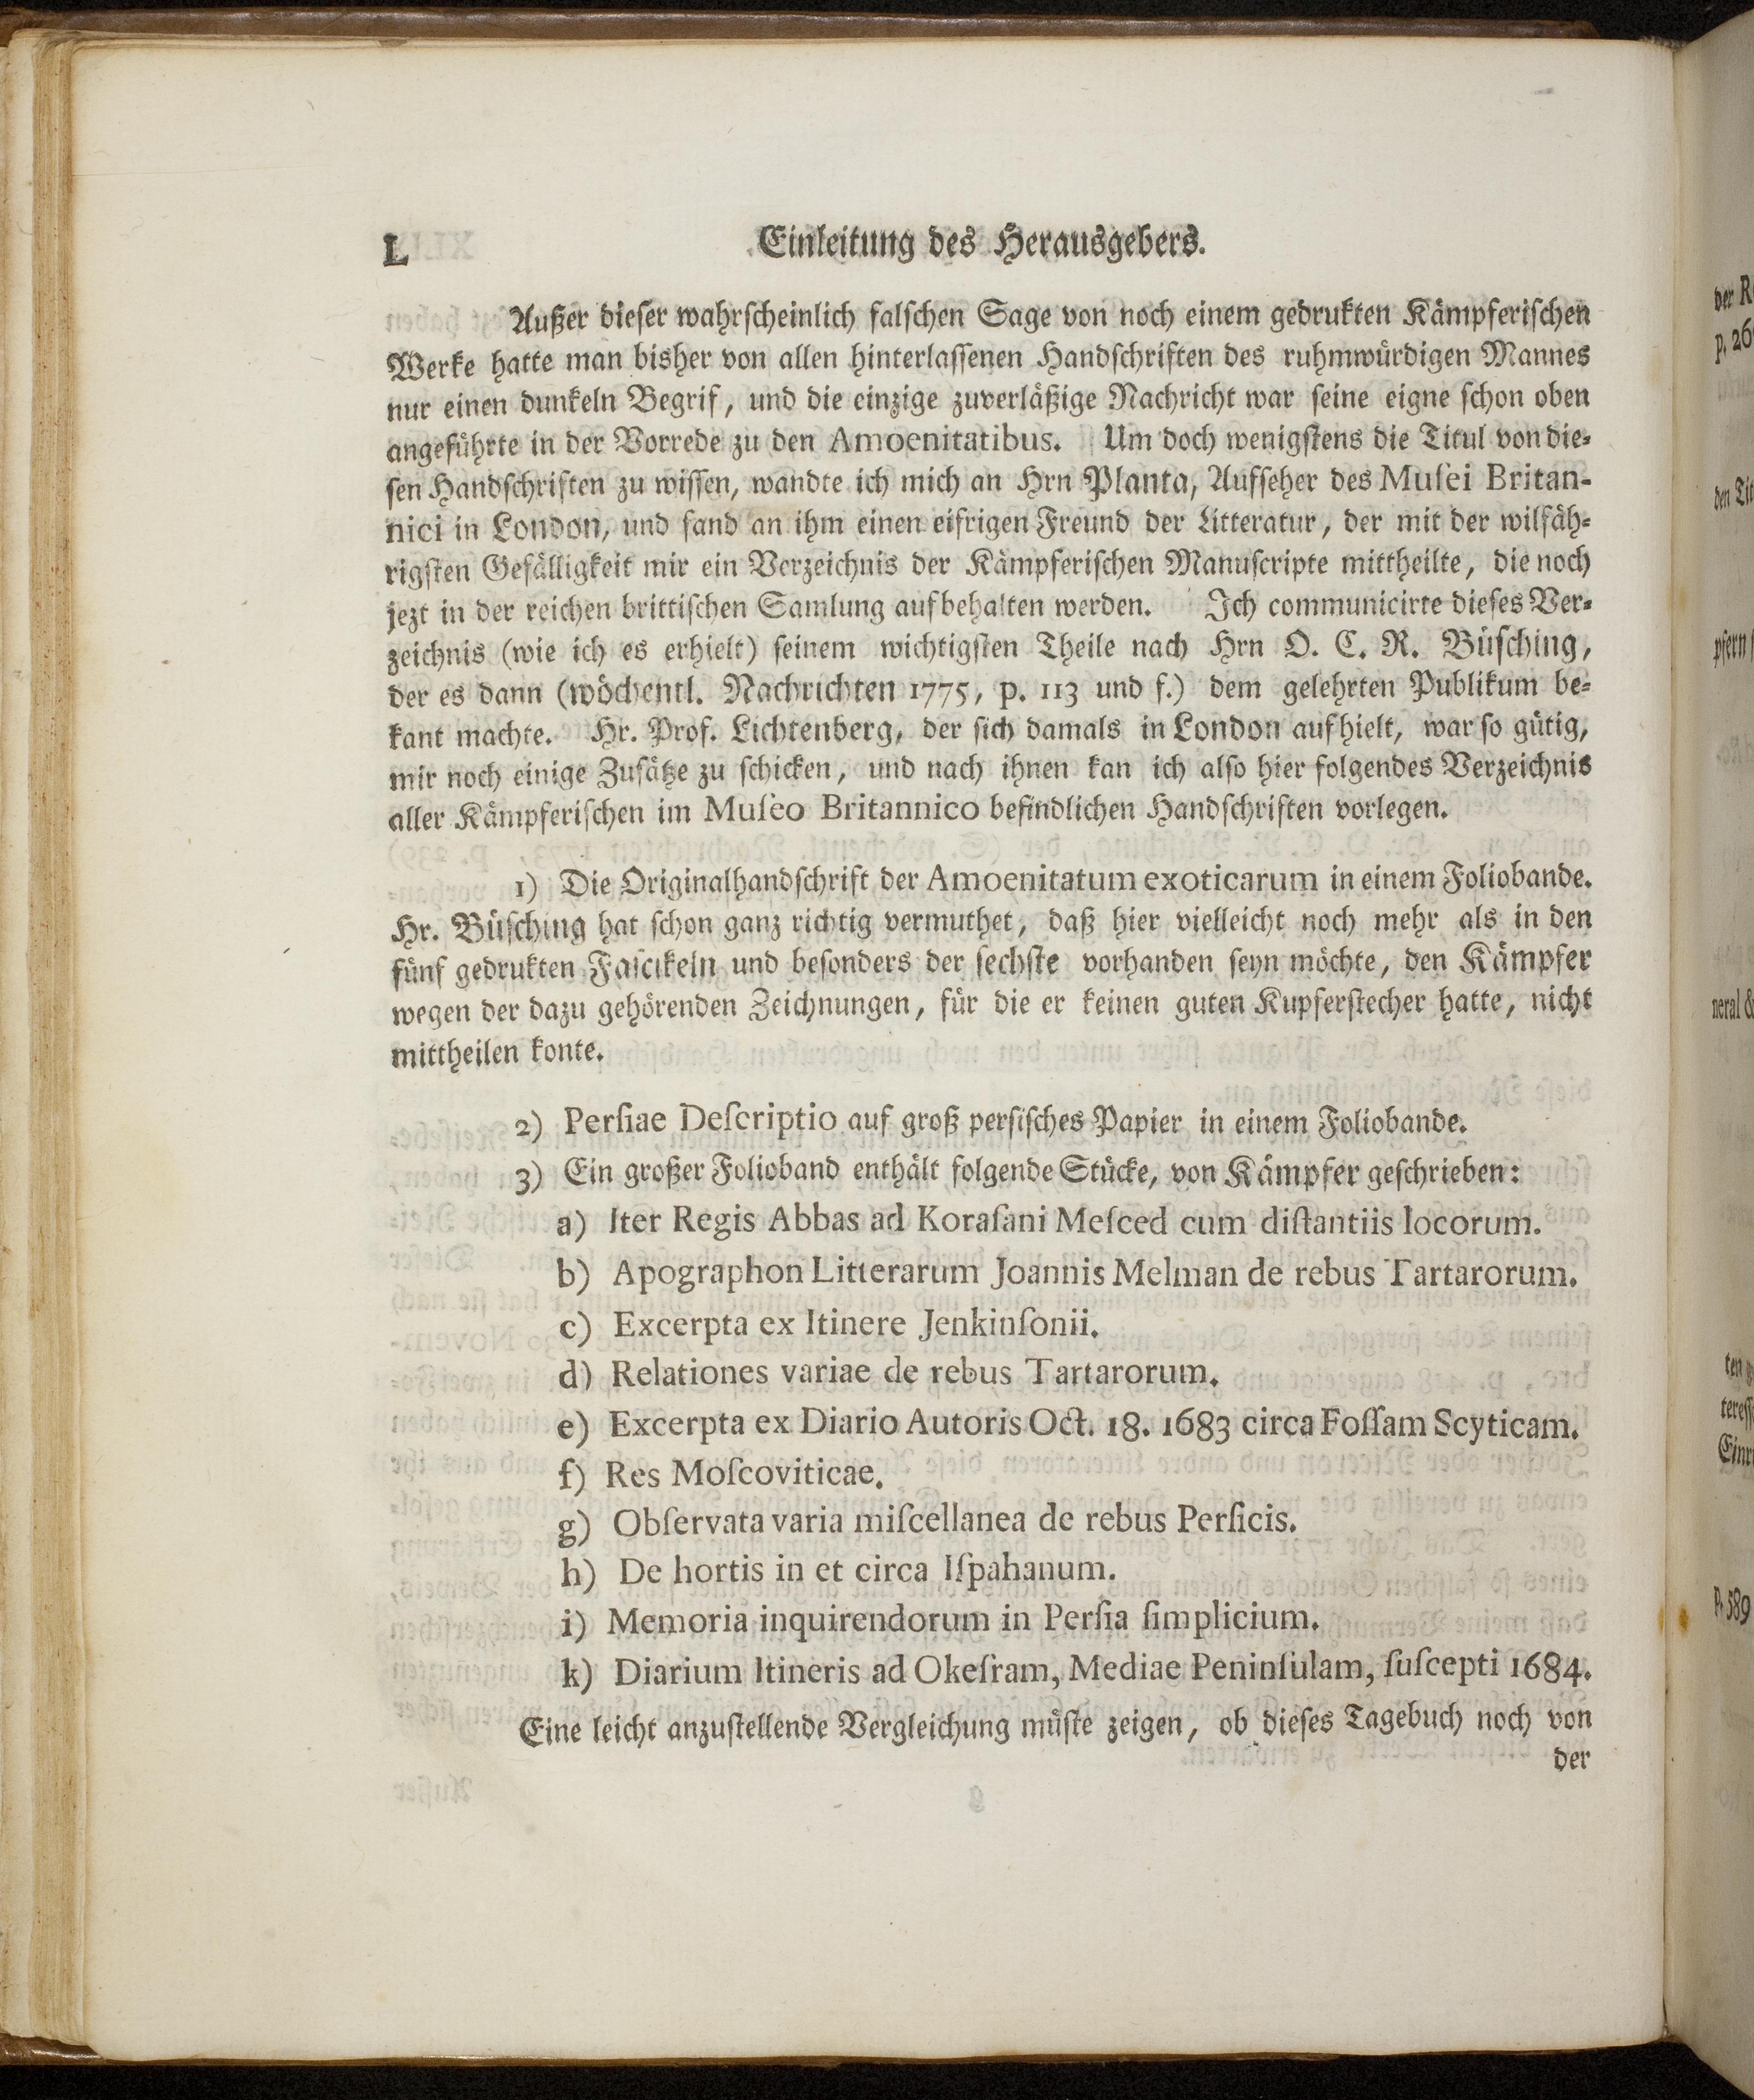 L Einleitung des Herausgebers.
Außer dieser wahrscheinlich falschen Sage von noch einem gedrukten Kämpferischen
Werke hatte man bisher von allen hinterlassenen Handschriften des ruhmwürdigen Mannes
nur einen dunkeln Begrif, und die einzige zuverläßige Nachricht war seine eigne schon oben
angeführte in der Vorrede zu den Amoenitatibus. Um doch wenigstens die Titul von die-
sen Handschriften zu wissen, wandte ich mich an Hrn Planta, Aufseher des Muſei Britan-
nici in London, und fand an ihm einen eifrigen Freund der Litteratur, der mit der wilfäh-
rigsten Gefälligkeit mir ein Verzeichnis der Kämpferischen Manuscripte mittheilte, die noch
jezt in der reichen brittischen Samlung aufbehalten werden. Ich communicirte dieses Ver-
zeichnis (wie ich es erhielt) seinem wichtigsten Theile nach Hrn O. C. R. Büsching,
der es dann (wöchentl. Nachrichten 1775, p. 113 und f.) dem gelehrten Publikum be-
kant machte. Hr. Prof. Lichtenberg, der sich damals in London aufhielt, war so gütig,
mir noch einige Zusätze zu schicken, und nach ihnen kan ich also hier folgendes Verzeichnis
aller Kämpferischen im Muſeo Britannico befindlichen Handschriften vorlegen.
1) Die Originalhandschrift der Amoenitatum exoticarum in einem Foliobande.
Hr. Büsching hat schon ganz richtig vermuthet, daß hier vielleicht noch mehr als in den
fünf gedrukten Fascikeln und besonders der sechste vorhanden seyn möchte, den Kämpfer
wegen der dazu gehörenden Zeichnungen, für die er keinen guten Kupferstecher hatte, nicht
mittheilen konte.
2) Perſiae Deſcriptio auf groß persisches Papier in einem Foliobande.
3) Ein großer Folioband enthält folgende Stücke, von Kämpfer geschrieben:
a) Iter Regis Abbas ad Koraſani Meſced cum diſtantiis locorum.
b) Apographon Litterarum Joannis Melman de rebus Tartarorum.
c) Excerpta ex Itinere Jenkinſonii.
d) Relationes variae de rebus Tartarorum.
e) Excerpta ex Diario Autoris Oct. 18. 1683 circa Foſſam Scyticam.
f) Res Moſcoviticae.
g) Obſervata varia miſcellanea de rebus Perſicis.
h) De hortis in et circa Iſpahanum.
i) Memoria inquirendorum in Perſia ſimplicium.
k) Diarium Itineris ad Okeſram, Mediae Peninſulam, ſuſcepti 1684.
Eine leicht anzustellende Vergleichung müste zeigen, ob dieses Tagebuch noch von
der